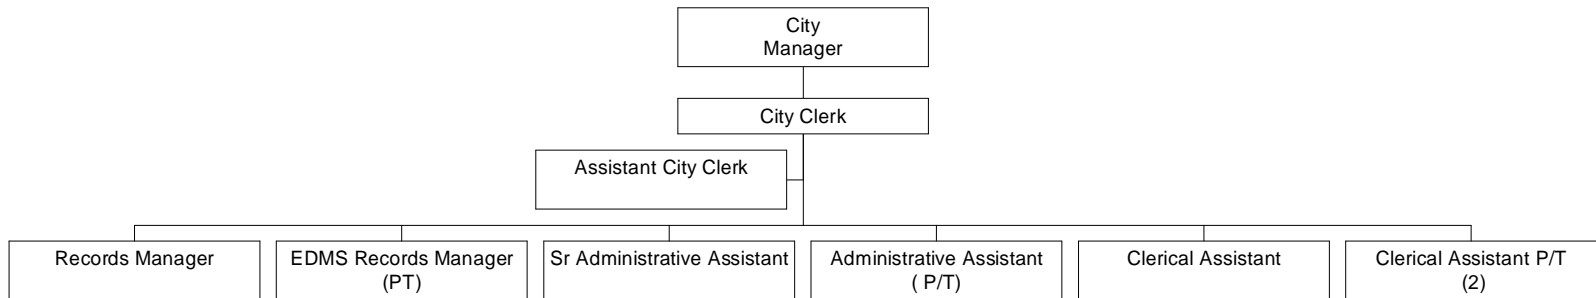 City
Manager
City Clerk
Assistant City Clerk
Records Manager
EDMS Records Manager
(PT)
Sr Administrative Assistant
Administrative Assistant
( P/T)
Clerical Assistant
Clerical Assistant P/T
(2)